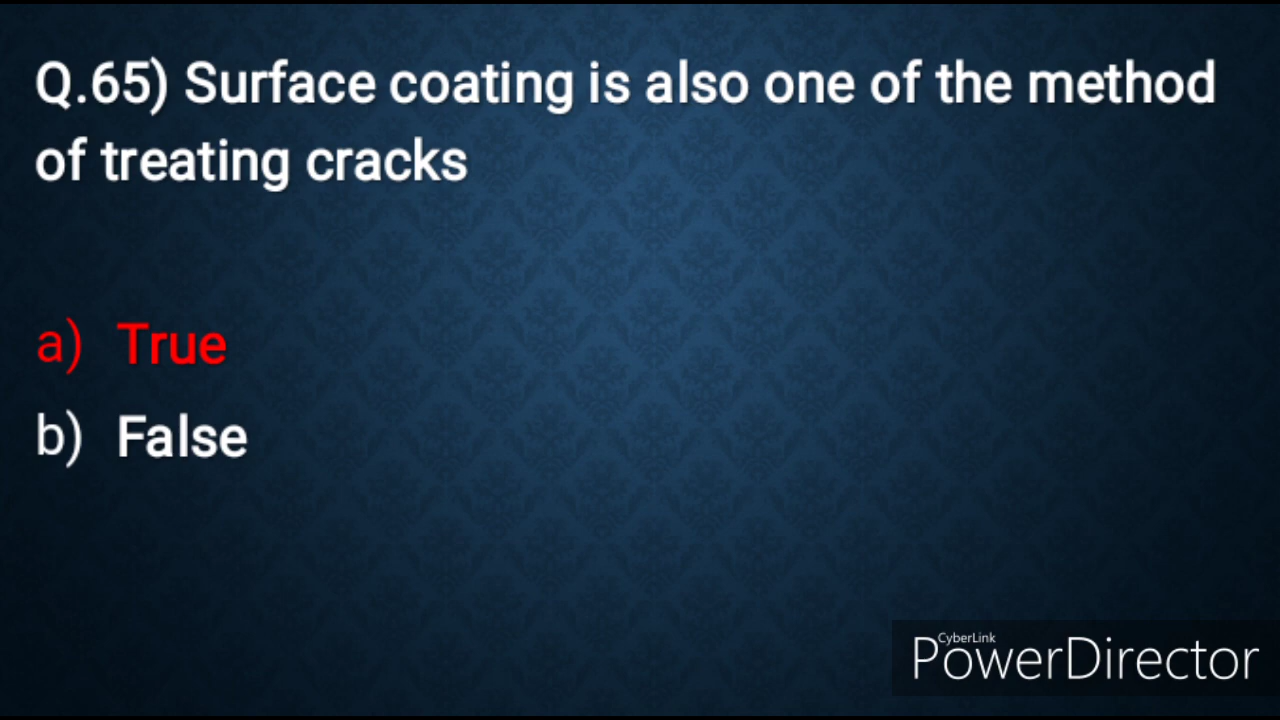 Q.65) Surface coating is also one of the method
of treating cracks
a) True
b) False
CyberLink
PowerDirector